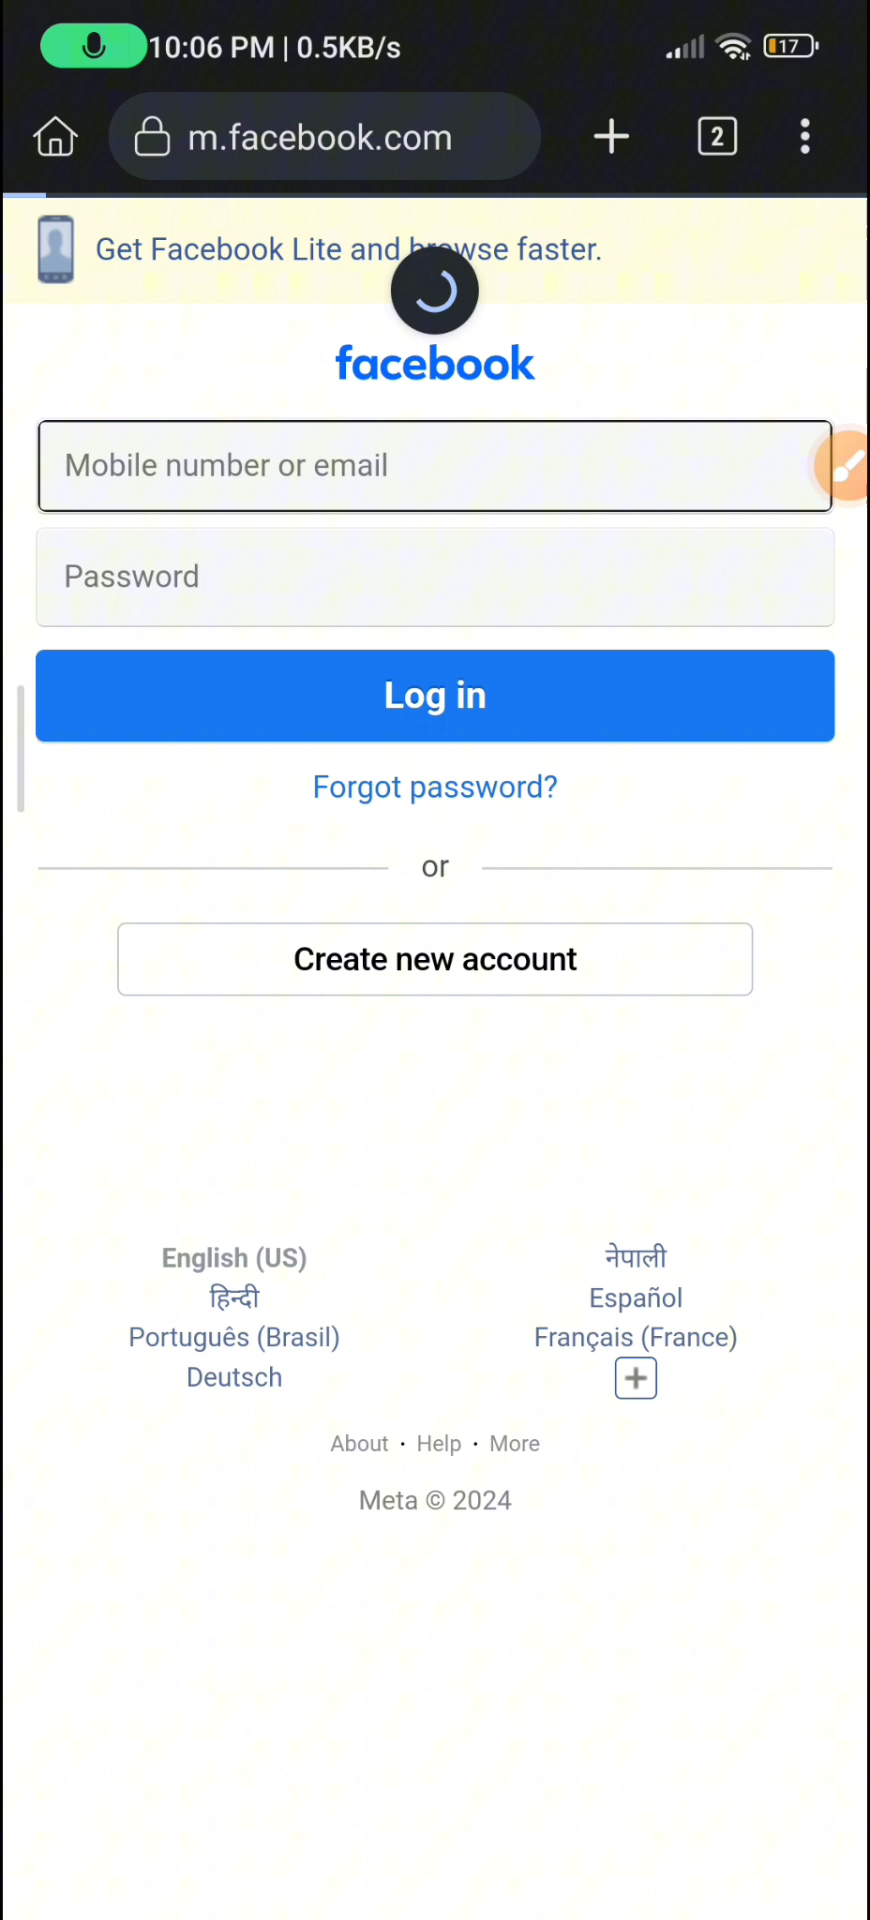 10:06 PM | 0.5KB/s
17
m.facebook.com
2
Get Facebook Lite and browse faster.
facebook
Mobile number or email
Password
Log in
Forgot password?
or
Create new account
English (US)
नेपाली
हिन्दी
Español
Português (Brasil)
Français (France)
Deutsch
About · Help · More
Meta © 2024